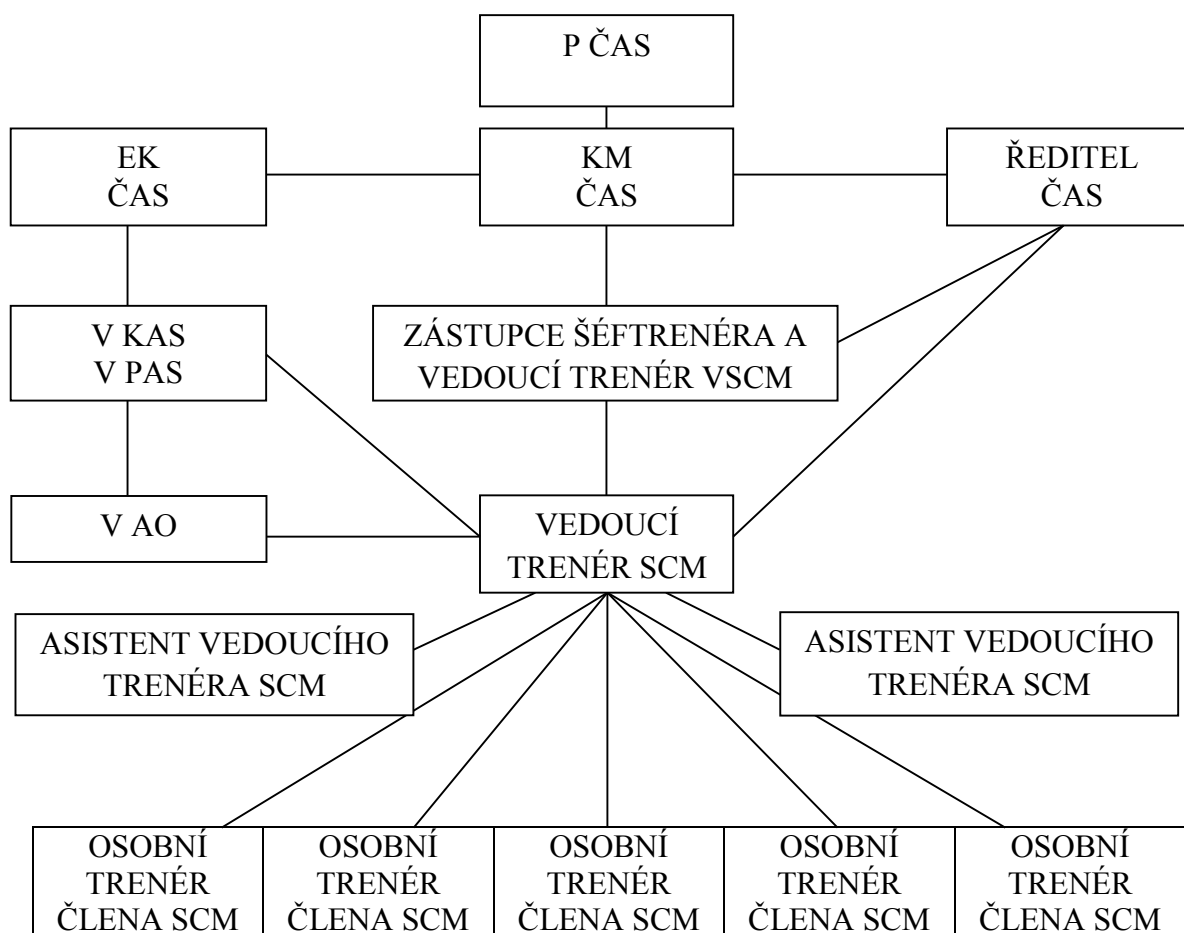 P ČAS
EK
ČAS
KM
ČAS
ŘEDITEL
ČAS
V KAS
V PAS
ZÁSTUPCE ŠÉFTRENÉRA A
VEDOUCÍ TRENÉR VSCM
V AO
VEDOUCÍ
TRENÉR SCM
ASISTENT VEDOUCÍHO
TRENÉRA SCM
ASISTENT VEDOUCÍHO
TRENÉRA SCM
OSOBNÍ
TRENÉR
ČLENA SCM
OSOBNÍ
TRENÉR
ČLENA SCM
OSOBNÍ
TRENÉR
ČLENA SCM
OSOBNÍ
TRENÉR
ČLENA SCM
OSOBNÍ
TRENÉR
ČLENA SCM